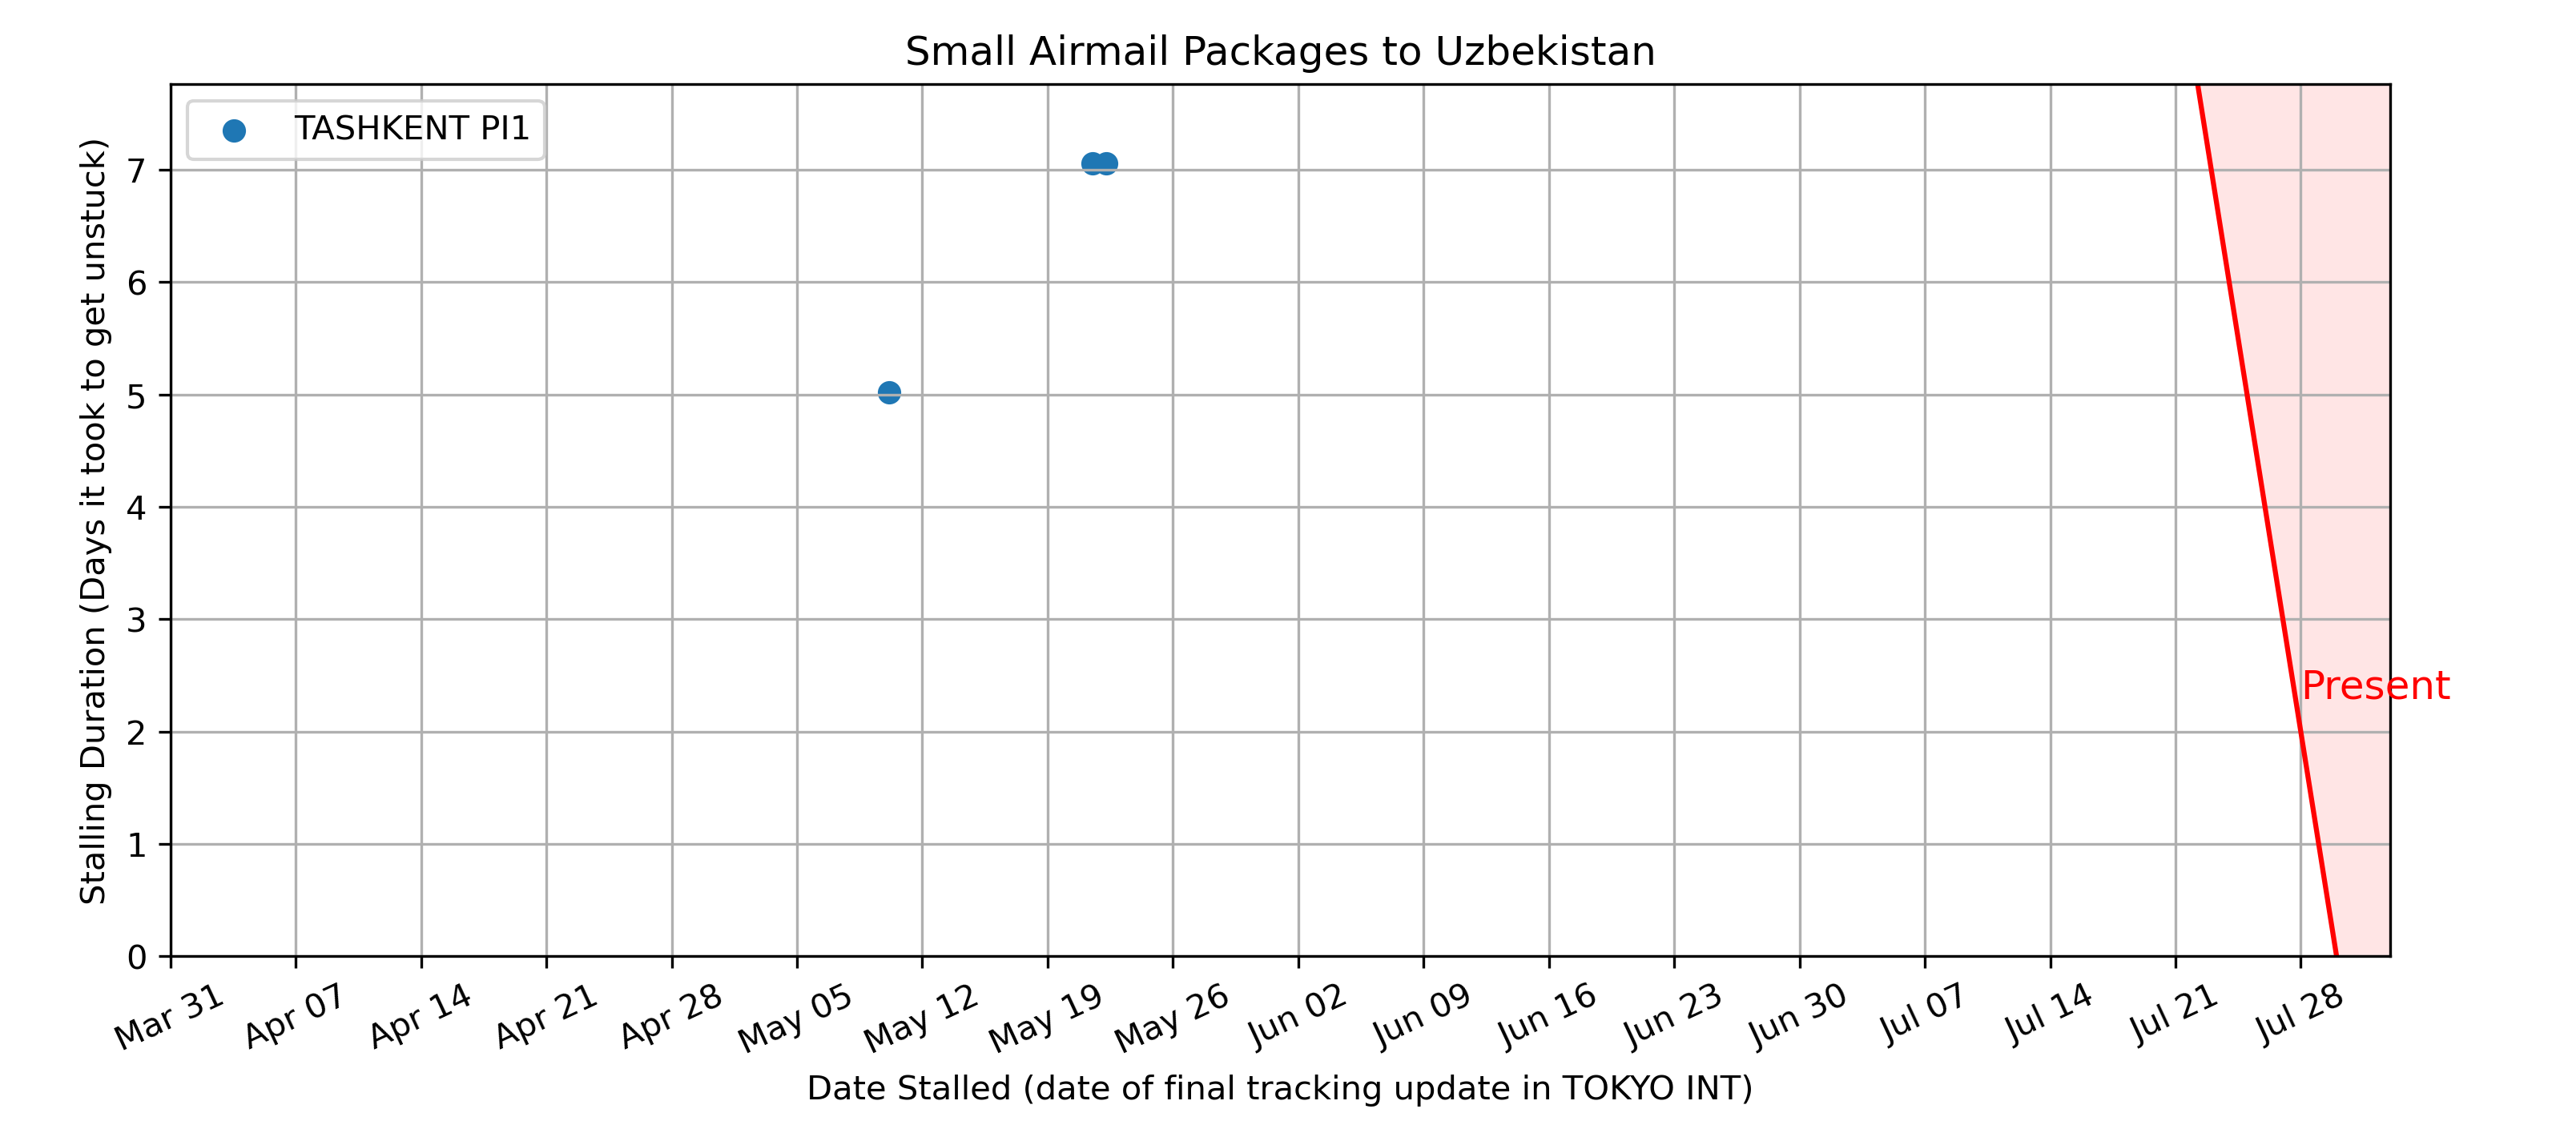 Small Airmail Packages to Uzbekistan
TASHKENT PI1
Stalling Duration (Days it took to get unstuck)
7
6
5
4
3
2
1
0
Present
Mar 31
Apr 07
Apr 14
Apr 21
Apr 28
May 05
May 12
May 19
May 26
Jun 02
Jun 09
Jun 16
Jun 23
Jun 30
Jul 07
Jul 14
Jul 21
Jul 28
Date Stalled (date of final tracking update in TOKYO INT)